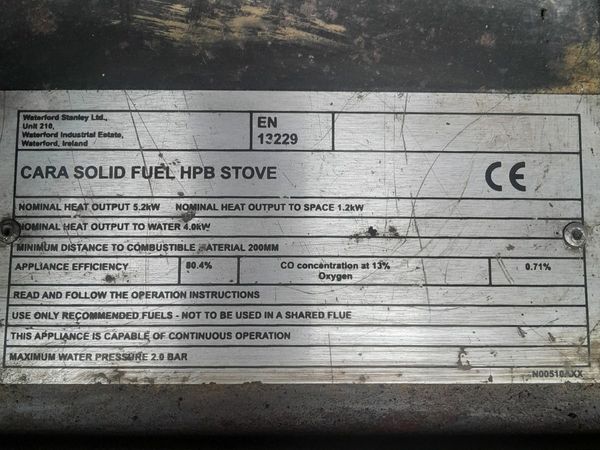 Waterford Stanley Ltd.,
Unit 210,
Waterford Industrial Estate,
Waterford, Ireland
EN
13229
CARA SOLID FUEL HPB STOVE
CE
NOMINAL HEAT OUTPUT 5.2kW NOMINAL HEAT OUTPUT TO SPACE 1.2kW
NOMINAL HEAT OUTPUT TO WATER 4.0kW
MINIMUM DISTANCE TO COMBUSTIBLE MATERIAL 200MM
APPLIANCE EFFICIENCY 80.4% CO concentration at 13% 0.71%
Oxygen
READ AND FOLLOW THE OPERATION INSTRUCTIONS
USE ONLY RECOMMENDED FUELS - NOT TO BE USED IN A SHARED FLUE
THIS APPLIANCE IS CAPABLE OF CONTINUOUS OPERATION
MAXIMUM WATER PRESSURE 2.0 BAR
N00510AXX